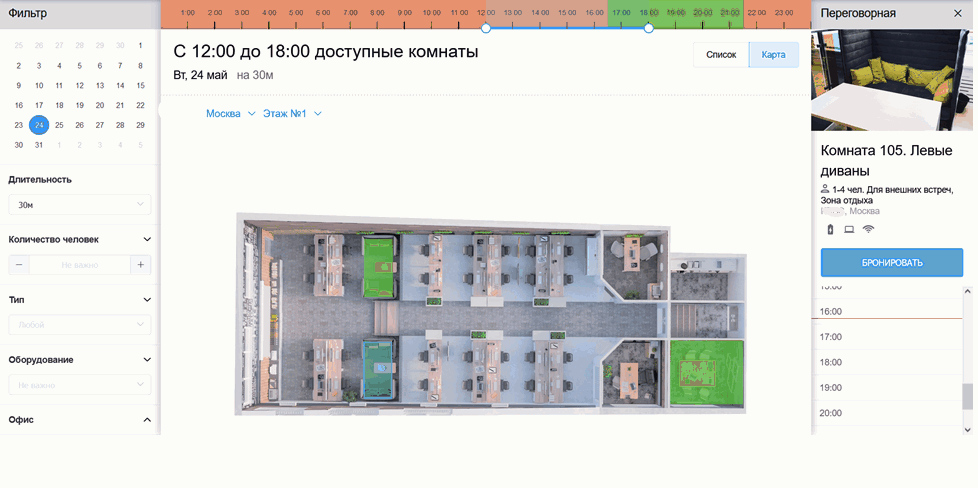 Фильтр
25 26 27 28 29 30 1
2 3 4 5 6 7 8
9 10 11 12 13 14 15
16 17 18 19 20 21 22
23 24 25 26 27 28 29
30 31 1 2 3 4 5
Длительность
30м
Количество человек
− Не важно +
Тип
Любой
Оборудование
Не важно
Офис
1:00 2:00 3:00 4:00 5:00 6:00 7:00 8:00 9:00 10:00 11:00 12:00 13:00 14:00 15:00 16:00 17:00 18:00 19:00 20:00 21:00 22:00 23:00
С 12:00 до 18:00 доступные комнаты
Вт, 24 май на 30м
Список Карта
Москва Этаж №1
Переговорная
Комната 105. Левые
диваны
1-4 чел. Для внешних встреч,
Зона отдыха
, Москва
БРОНИРОВАТЬ
15:00
16:00
17:00
18:00
19:00
20:00